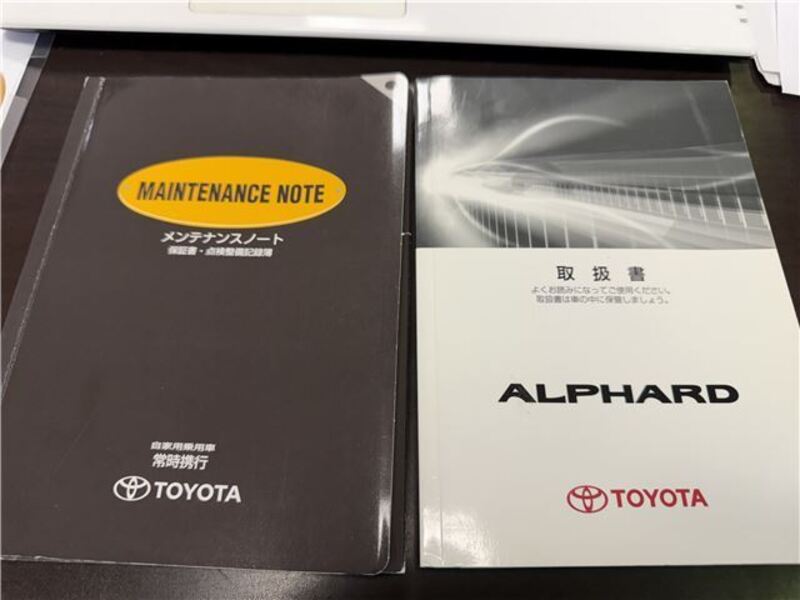 MAINTENANCE NOTE
メンテナンスノート
保証書・点検整備記録簿
自家用乗用車
常時携行
TOYOTA
取扱書
よくお読みになってご使用ください。
取扱書は車の中に保管しましょう。
ALPHARD
TOYOTA